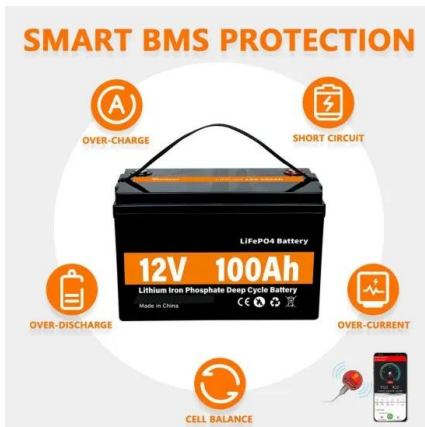 SMART BMS PROTECTION
A
OVER-CHARGE
SHORT CIRCUIT
LiFePO4 Battery
12V 100Ah
Lithium Iron Phosphate Deep Cycle Battery
Made in China
CE
OVER-DISCHARGE
OVER-CURRENT
CELL BALANCE